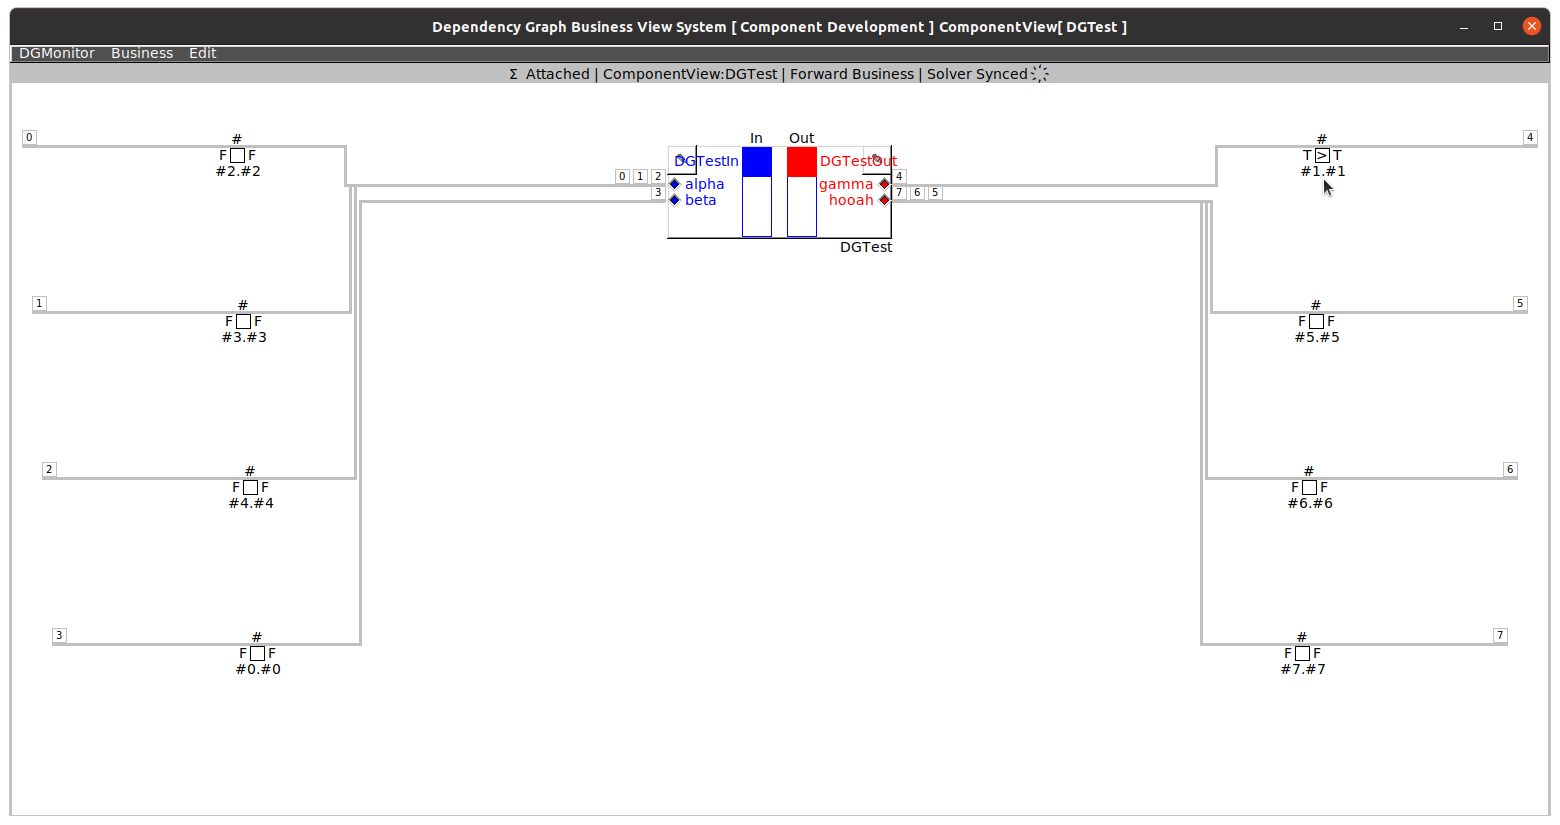 Dependency Graph Business View System [ Component Development ] ComponentView[ DGTest ]
DGMonitor Business Edit
Σ Attached | ComponentView:DGTest | Forward Business | Solver Synced
0
#
F F
#2.#2
In Out
DGTestIn DGTestOut
0 1 2 alpha gamma 4
3 beta hooah 7 6 5
DGTest
#
4
T > T
#1.#1
1
#
F F
#3.#3
#
5
F F
#5.#5
2
#
F F
#4.#4
#
6
F F
#6.#6
3
#
F F
#0.#0
#
7
F F
#7.#7